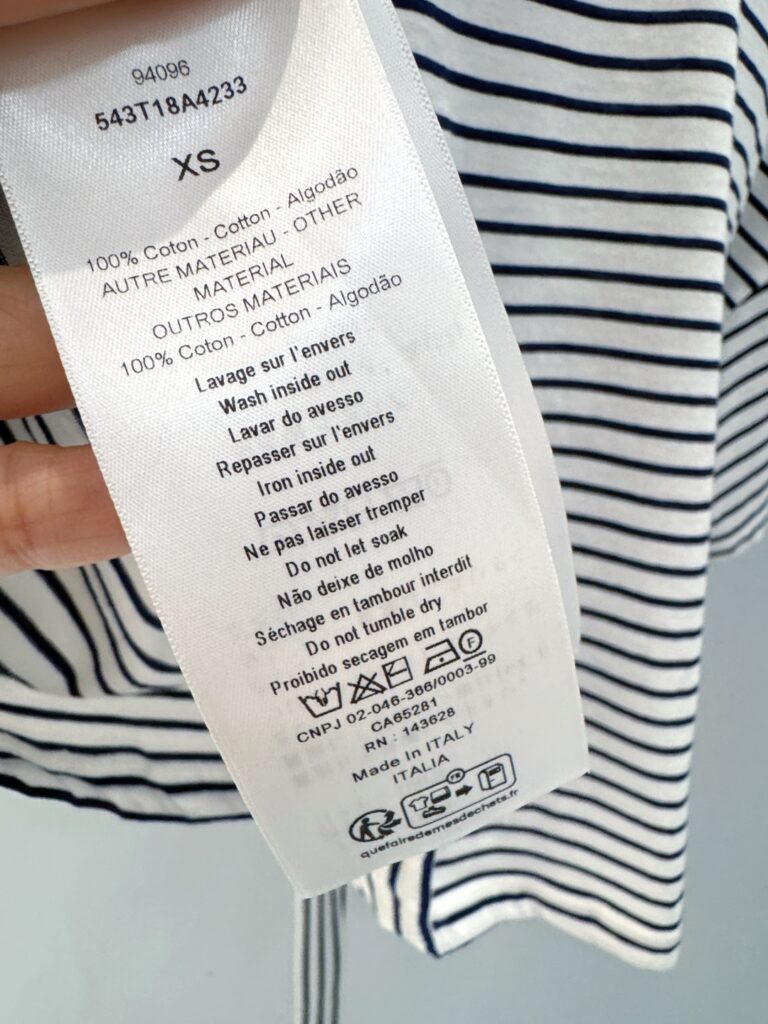 94096
543T18A4233
XS
100% Coton - Cotton - Algodão
AUTRE MATERIAU - OTHER
MATERIAL
OUTROS MATERIAIS
100% Coton - Cotton - Algodão
Lavage sur l'envers
Wash inside out
Lavar do avesso
Repasser sur l'envers
Iron inside out
Passar do avesso
Ne pas laisser tremper
Do not let soak
Não deixe de molho
Séchage en tambour interdit
Do not tumble dry
Proibido secagem em tambor
F
CNPJ 02-046-366/0003-99
CA65281
RN : 143628
Made in ITALY
ITALIA
FR
quefairedemesdechets.fr